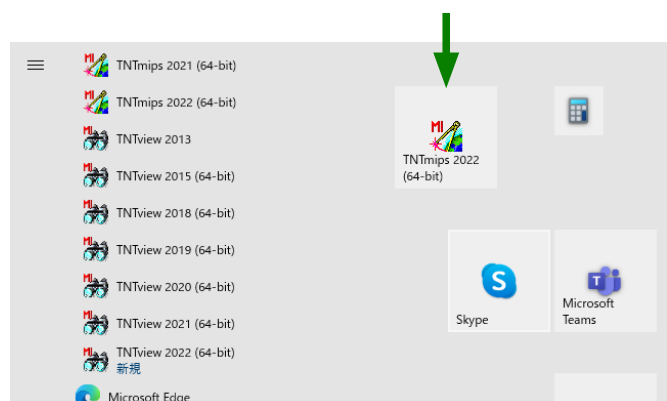 TNTmips 2021 (64-bit)
TNTmips 2022 (64-bit)
TNTview 2013
TNTview 2015 (64-bit)
TNTview 2018 (64-bit)
TNTview 2019 (64-bit)
TNTview 2020 (64-bit)
TNTview 2021 (64-bit)
TNTview 2022 (64-bit)
新規
Microsoft Edge
MI
TNTmips 2022
(64-bit)
Skype
Microsoft
Teams